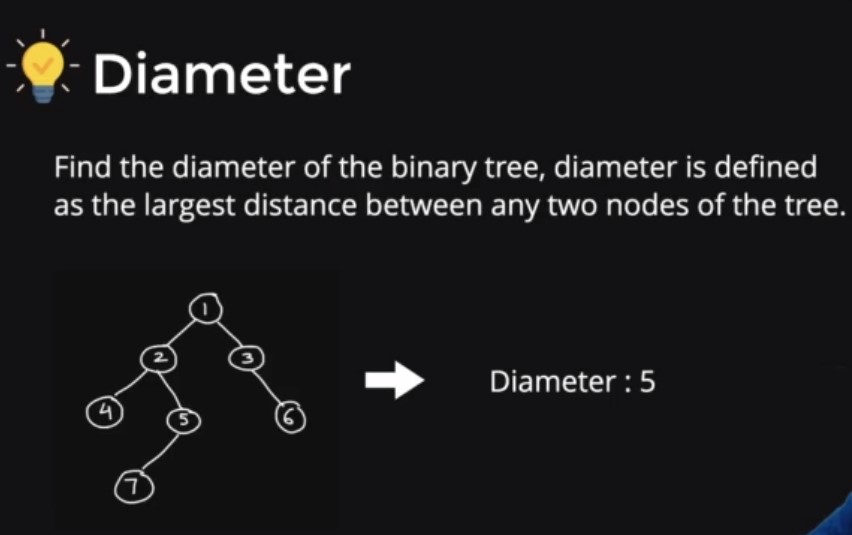 Diameter
Find the diameter of the binary tree, diameter is defined
as the largest distance between any two nodes of the tree.
1
2 3
4 5 6
7
Diameter : 5